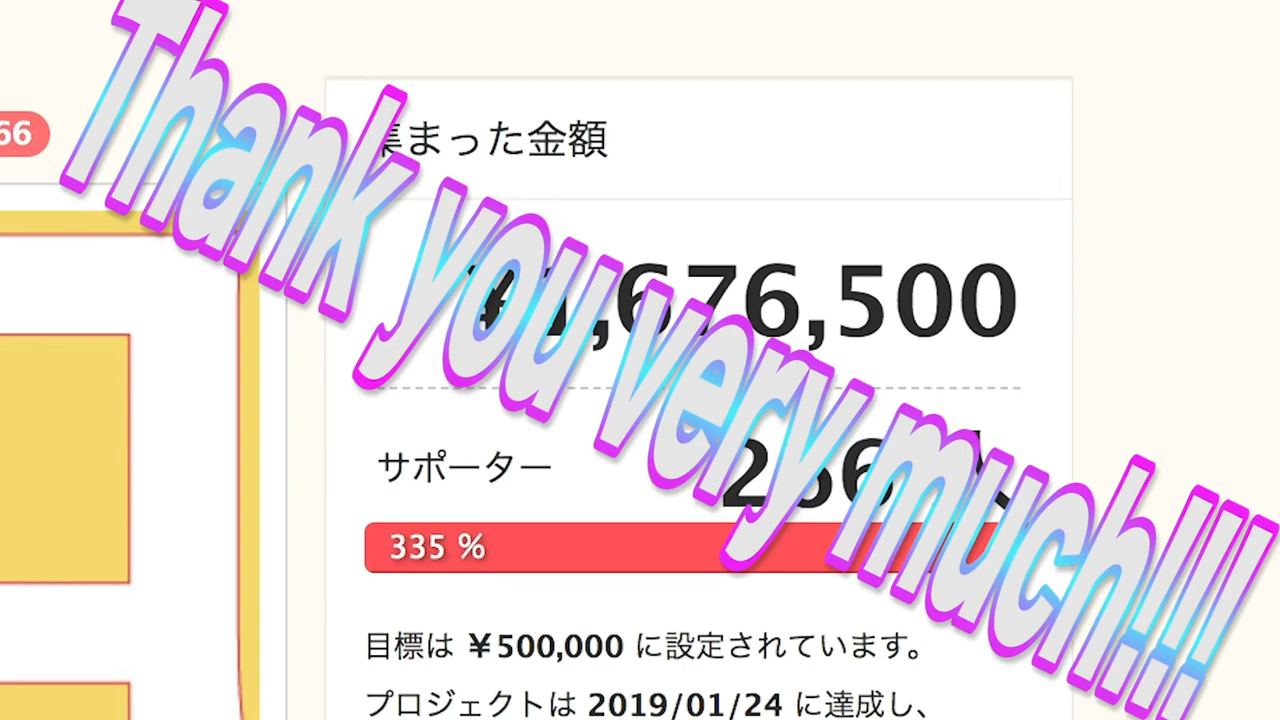 Thank you very much!!!
66
集まった金額
¥1,676,500
サポーター
335 %
目標は ¥500,000 に設定されています。
プロジェクトは 2019/01/24 に達成し、